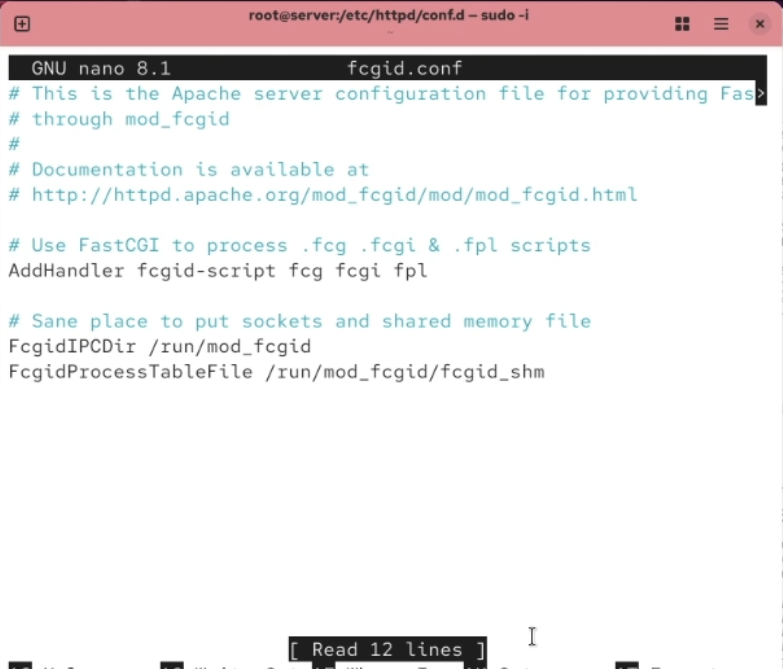 root@server:/etc/httpd/conf.d – sudo -i
GNU nano 8.1 fcgid.conf
# This is the Apache server configuration file for providing Fas>
# through mod_fcgid
#
# Documentation is available at
# http://httpd.apache.org/mod_fcgid/mod/mod_fcgid.html
# Use FastCGI to process .fcg .fcgi & .fpl scripts
AddHandler fcgid-script fcg fcgi fpl
# Sane place to put sockets and shared memory file
FcgidIPCDir /run/mod_fcgid
FcgidProcessTableFile /run/mod_fcgid/fcgid_shm
[ Read 12 lines ]